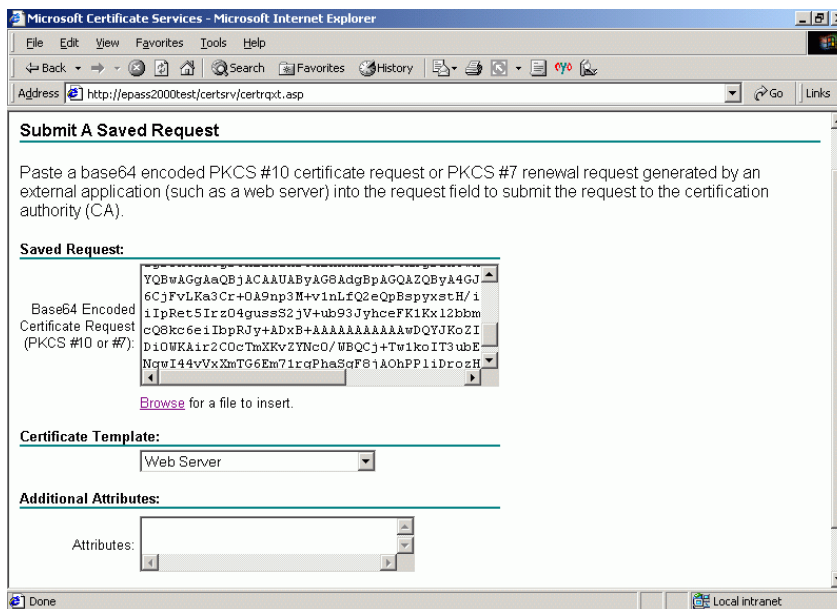 Microsoft Certificate Services - Microsoft Internet Explorer
File Edit View Favorites Tools Help
Back Search Favorites History
Address http://epass2000test/certsrv/certrqxt.asp Go Links
Submit A Saved Request
Paste a base64 encoded PKCS #10 certificate request or PKCS #7 renewal request generated by an
external application (such as a web server) into the request field to submit the request to the certification
authority (CA).
Saved Request:
YQBwAGgAaQBjACAAUAByAG8AdgBpAGQAZQByA4GJ
6CjFvLKa3Cr+OA9np3M+v1nLfQ2eQpBspyxstH/i
iIpRet5IrzO4gussS2jV+ub93JyhceFK1Kx12bbm
Base64 Encoded
Certificate Request
(PKCS #10 or #7):
cQ8kc6eiIbpRJy+ADxB+AAAAAAAAAAAwDQYJKoZI
DiOWKAir2COcTmXKvZYNcO/WBQCj+Tw1koIT3ubE
NqwI44vVxXmTG6Em71rqPhaSqF8jAOhPPliDrozH
Browse for a file to insert.
Certificate Template:
Web Server
Additional Attributes:
Attributes:
Done Local intranet